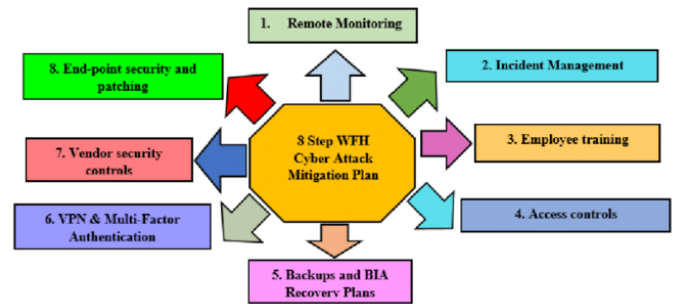 1. Remote Monitoring
2. Incident Management
3. Employee training
4. Access controls
5. Backups and BIA
Recovery Plans
6. VPN & Multi-Factor
Authentication
7. Vendor security
controls
8. End-point security and
patching
8 Step WFH
Cyber Attack
Mitigation Plan